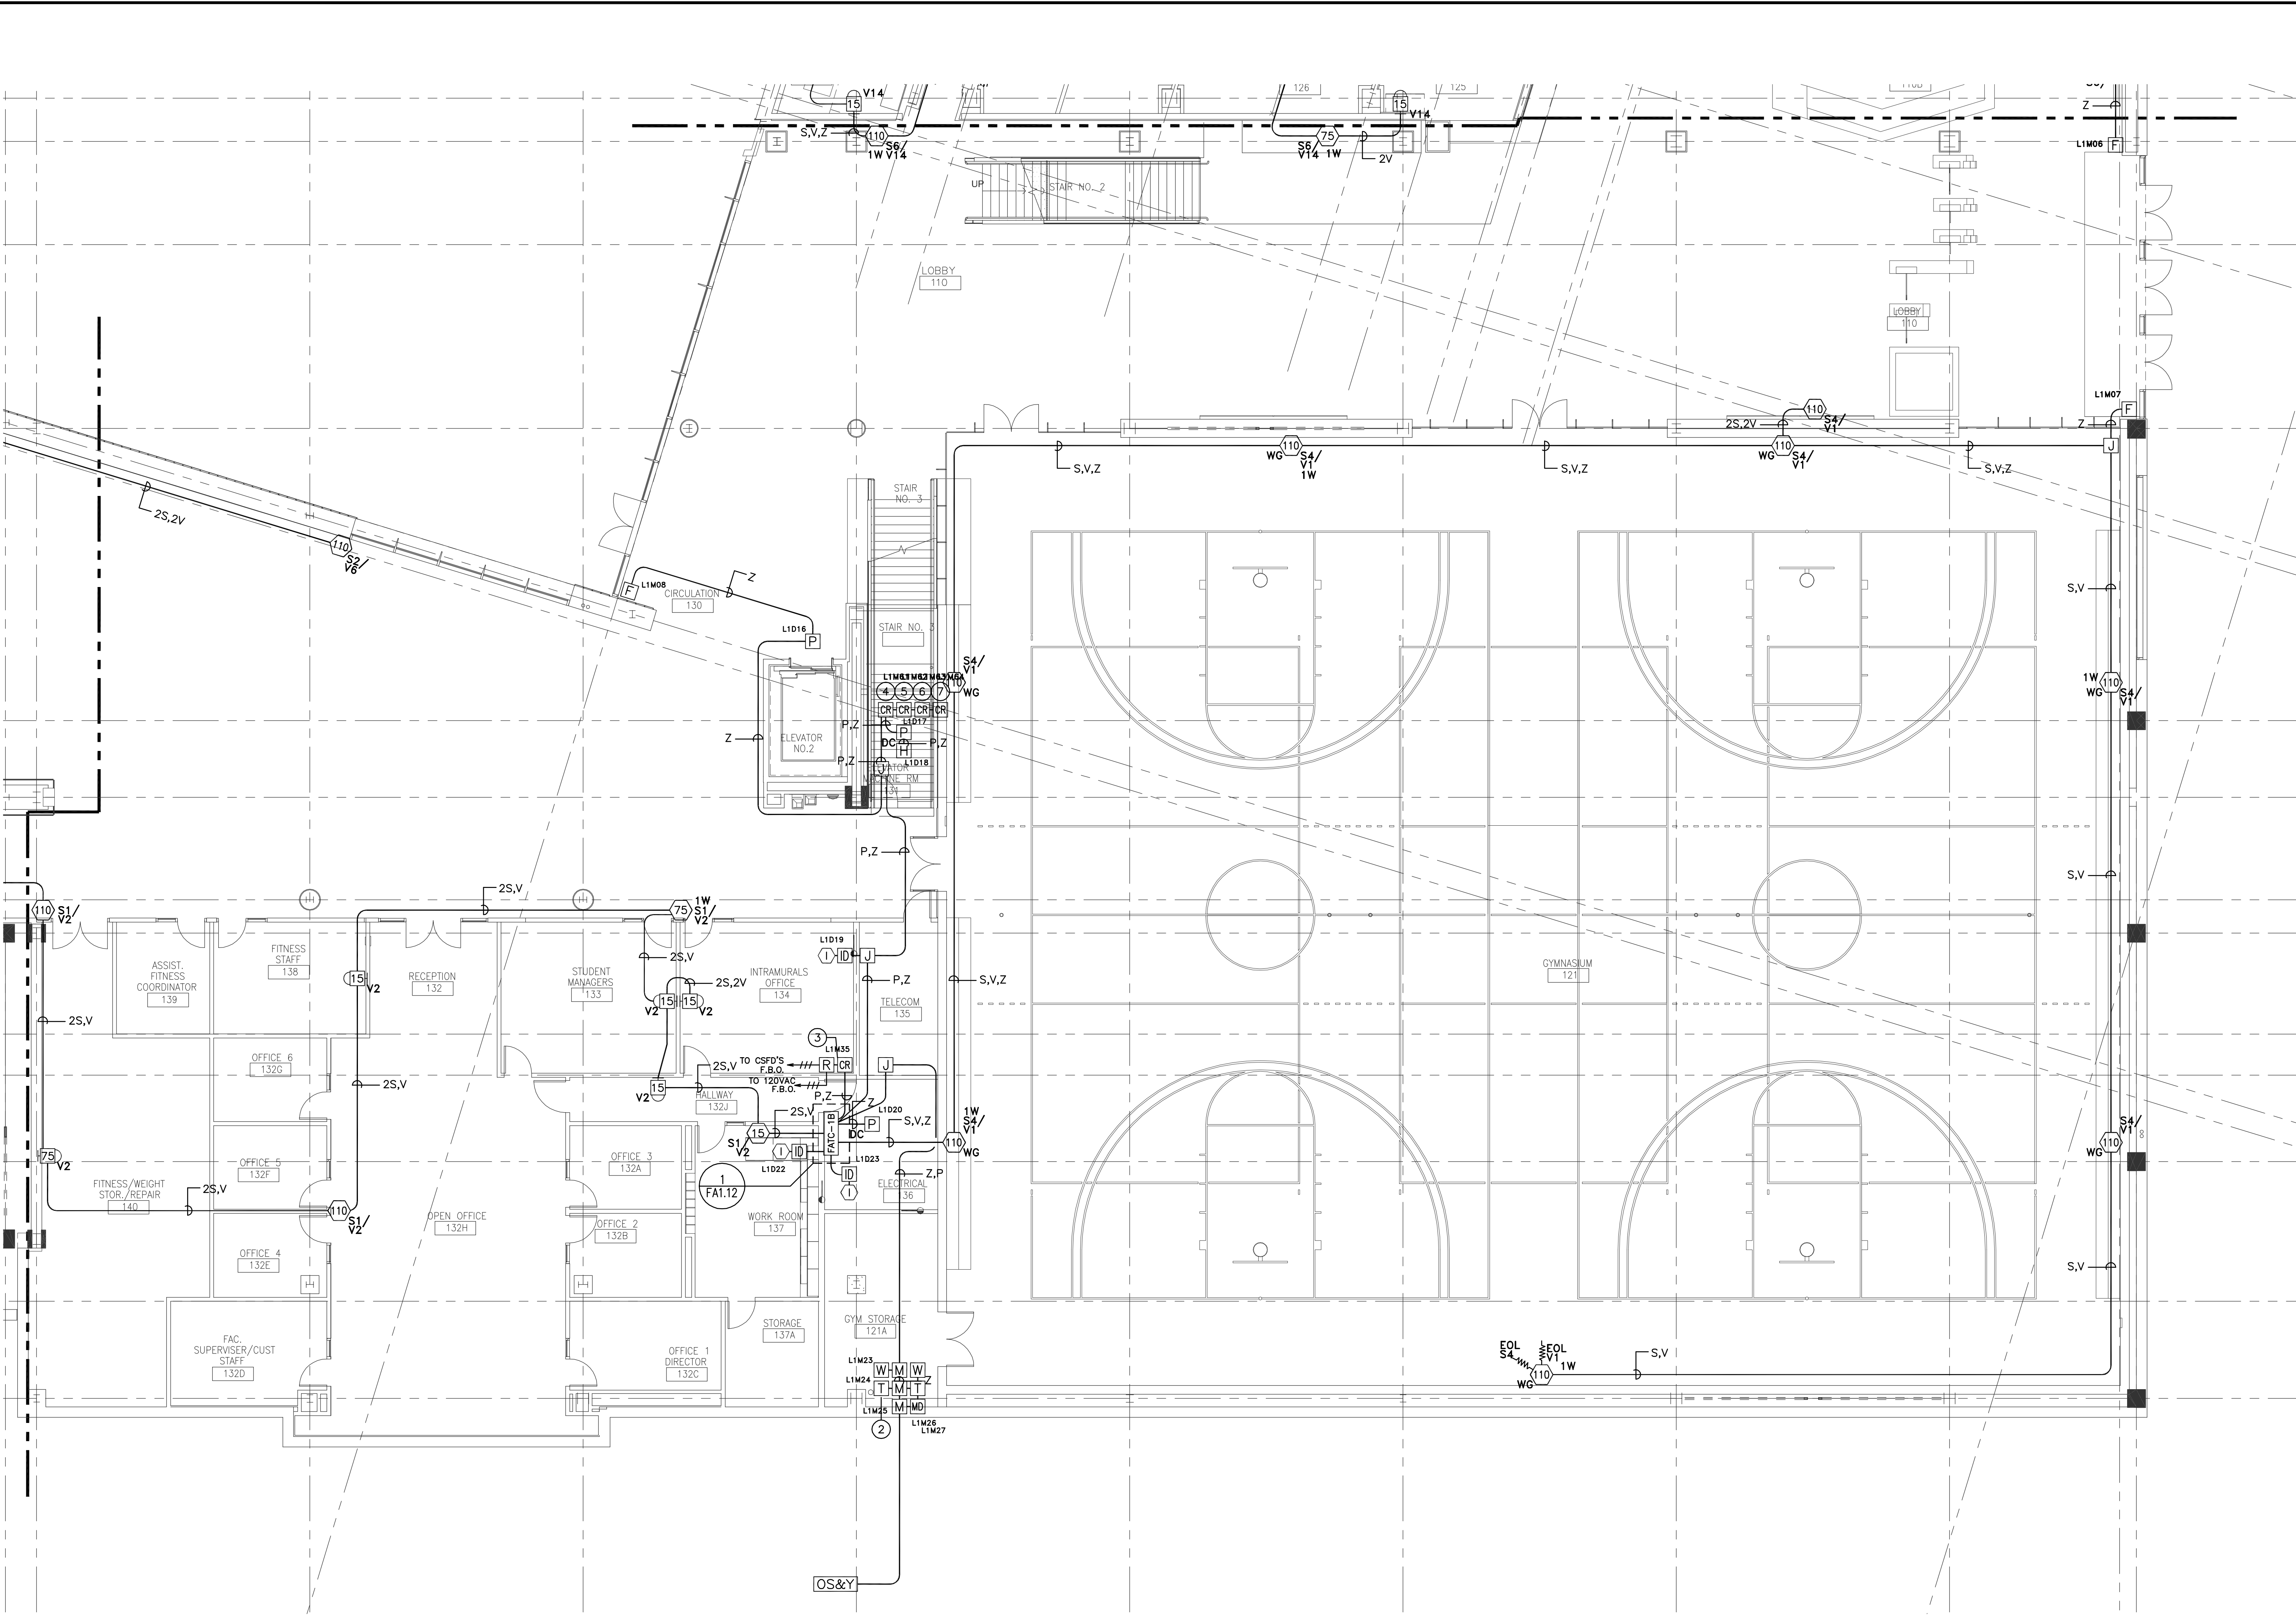 V14
15
S,V,Z
110
S6/
1W V14
126
125
15
V14
75
S6/
V14 1W
2V
110B
Z
L1M06
F
UP
STAIR NO. 2
LOBBY
110
LOBBY
110
L1M07
F
Z
J
110
S4/
V1
2S,2V
110
WG
S4/
V1
1W
110
WG
S4/
V1
S,V,Z
S,V,Z
S,V,Z
2S,2V
110
S2/
V6
STAIR
NO. 3
F
L1M08
CIRCULATION
130
Z
L1D16
P
STAIR NO. 3
S,V
S4/
V1
110
WG
L1M61
4
5
6
7
CR
CR
CR
CR
P,Z
L1D17
P
DC
P,Z
H
L1D18
P,Z
J
Z
ELEVATOR
NO.2
ELEVATOR
MACHINE RM
131
1W
110
WG
S4/
V1
P,Z
S,V
110
S1/
V2
2S,V
1W
75
S1/
V2
FITNESS
STAFF
138
ASSIST.
FITNESS
COORDINATOR
139
15
V2
RECEPTION
132
STUDENT
MANAGERS
133
2S,V
2S,2V
15
15
V2
V2
INTRAMURALS
OFFICE
134
L1D19
I
ID
J
P,Z
S,V,Z
TELECOM
135
GYMNASIUM
121
2S,V
OFFICE 6
132G
2S,V
3
L1M35
TO CSFD'S
F.B.O.
R
CR
J
TO 120VAC
F.B.O.
2S,V
15
V2
HALLWAY
132J
P,Z
Z
2S,V
15
S1/
V2
FATC-1B
L1D20
P
DC
S,V,Z
1W
S4/
V1
110
WG
I
ID
L1D22
L1D23
ID
I
Z,P
ELECTRICAL
136
1
FA1.12
S4/
V1
110
WG
75
V2
OFFICE 5
132F
OFFICE 3
132A
FITNESS/WEIGHT
STOR./REPAIR
140
2S,V
110
S1/
V2
OPEN OFFICE
132H
OFFICE 2
132B
WORK ROOM
137
OFFICE 4
132E
S,V
FAC.
SUPERVISER/CUST
STAFF
132D
OFFICE 1
DIRECTOR
132C
STORAGE
137A
GYM STORAGE
121A
L1M23
W
M
W
L1M24
T
M
T
Z
L1M25
M
MD
L1M26
L1M27
2
EOL
S4
EOL
V1
1W
110
WG
S,V
OS&Y